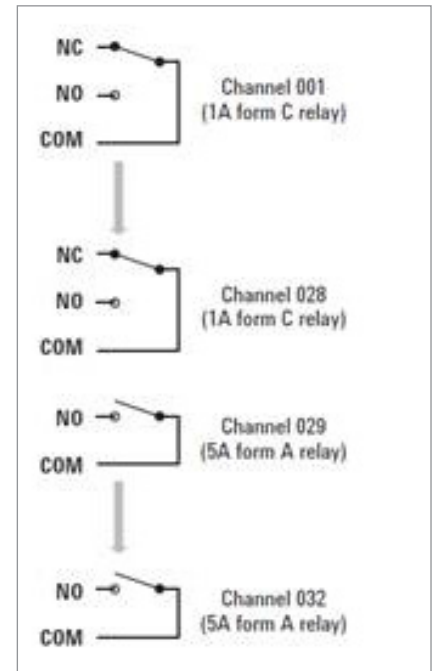 NC
NO
COM
Channel 001
(1A form C relay)
NC
NO
COM
Channel 028
(1A form C relay)
NO
COM
Channel 029
(5A form A relay)
NO
COM
Channel 032
(5A form A relay)